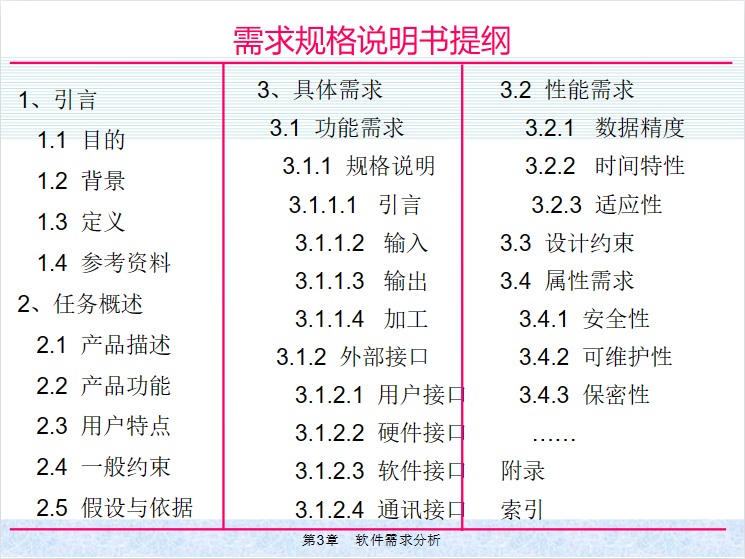 需求规格说明书提纲
1、引言
1.1 目的
1.2 背景
1.3 定义
1.4 参考资料
2、任务概述
2.1 产品描述
2.2 产品功能
2.3 用户特点
2.4 一般约束
2.5 假设与依据
3、具体需求
3.1 功能需求
3.1.1 规格说明
3.1.1.1 引言
3.1.1.2 输入
3.1.1.3 输出
3.1.1.4 加工
3.1.2 外部接口
3.1.2.1 用户接口
3.1.2.2 硬件接口
3.1.2.3 软件接口
3.1.2.4 通讯接口
3.2 性能需求
3.2.1 数据精度
3.2.2 时间特性
3.2.3 适应性
3.3 设计约束
3.4 属性需求
3.4.1 安全性
3.4.2 可维护性
3.4.3 保密性
……
附录
索引
第3章 软件需求分析